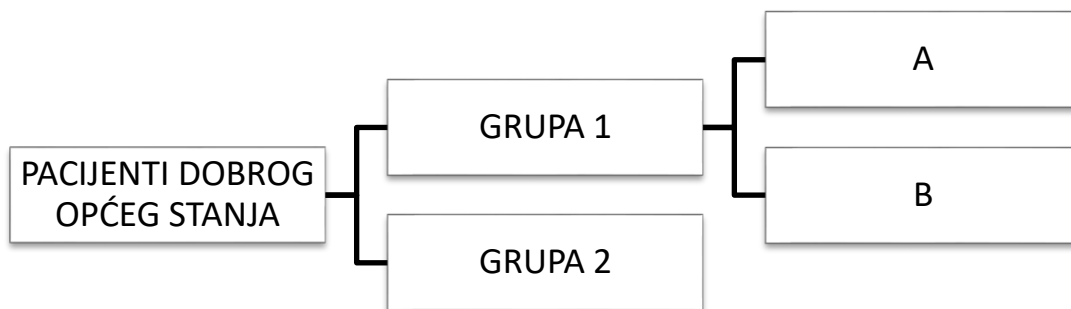 PACIJENTI DOBROG
OPĆEG STANJA
GRUPA 1
GRUPA 2
A
B